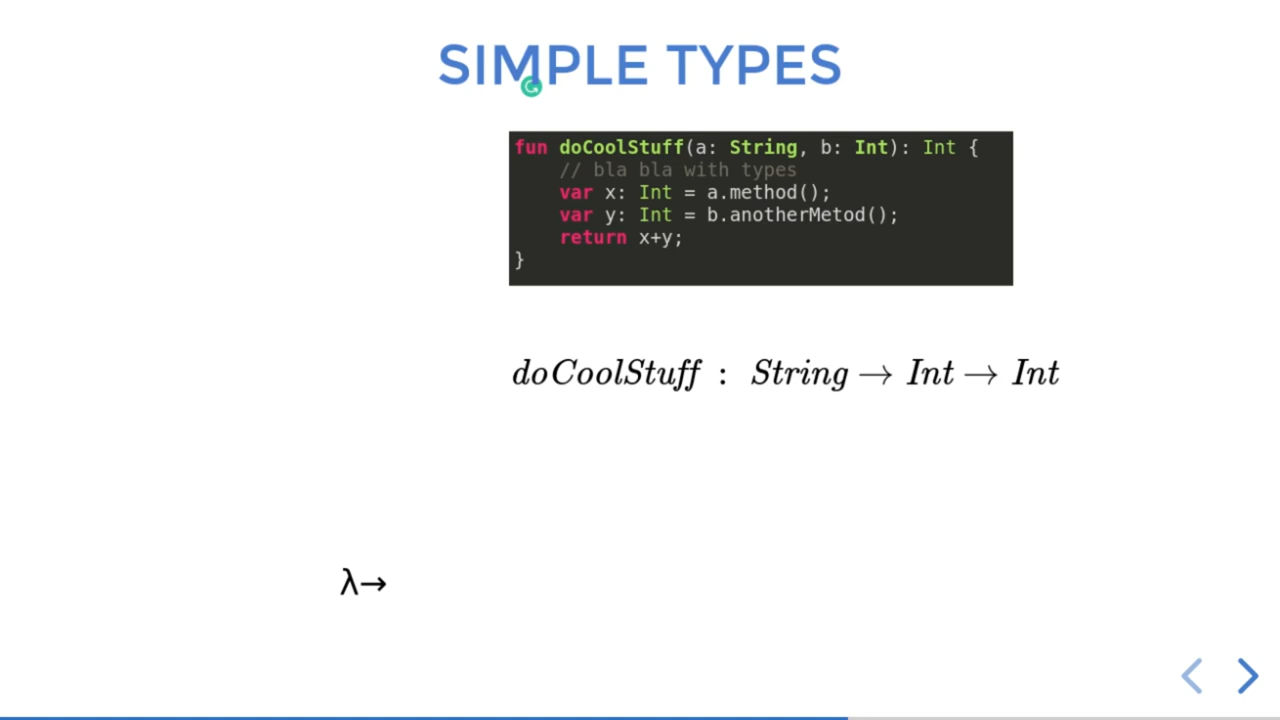 SIMPLE TYPES
fun doCoolStuff(a: String, b: Int): Int {
    // bla bla with types
    var x: Int = a.method();
    var y: Int = b.anotherMetod();
    return x+y;
}
doCoolStuff : String → Int → Int
λ→